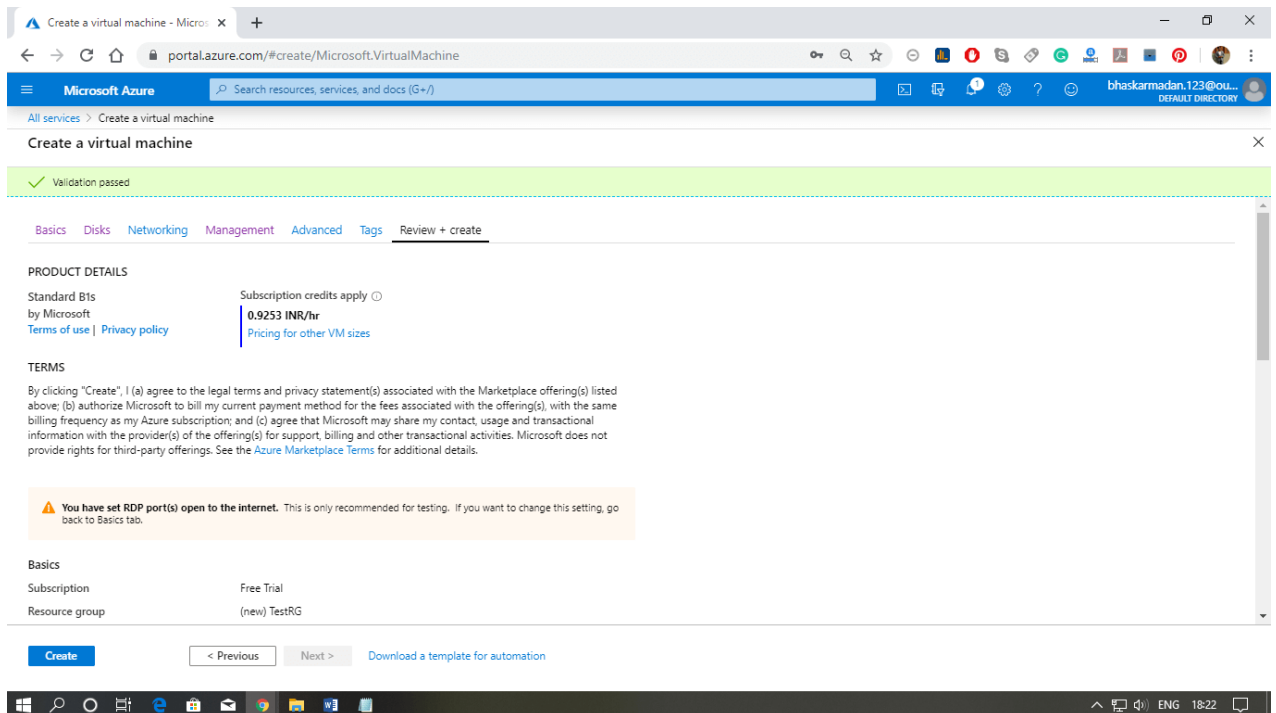 Create a virtual machine - Micros
portal.azure.com/#create/Microsoft.VirtualMachine
Microsoft Azure
Search resources, services, and docs (G+/)
1
bhaskarmadan.123@ou...
DEFAULT DIRECTORY
All services > Create a virtual machine
Create a virtual machine
Validation passed
Basics Disks Networking Management Advanced Tags Review + create
PRODUCT DETAILS
Standard B1s
by Microsoft
Terms of use | Privacy policy
Subscription credits apply
0.9253 INR/hr
Pricing for other VM sizes
TERMS
By clicking "Create", I (a) agree to the legal terms and privacy statement(s) associated with the Marketplace offering(s) listed
above; (b) authorize Microsoft to bill my current payment method for the fees associated with the offering(s), with the same
billing frequency as my Azure subscription; and (c) agree that Microsoft may share my contact, usage and transactional
information with the provider(s) of the offering(s) for support, billing and other transactional activities. Microsoft does not
provide rights for third-party offerings. See the Azure Marketplace Terms for additional details.
You have set RDP port(s) open to the internet. This is only recommended for testing. If you want to change this setting, go
back to Basics tab.
Basics
Subscription Free Trial
Resource group (new) TestRG
Create < Previous Next > Download a template for automation
ENG 18:22